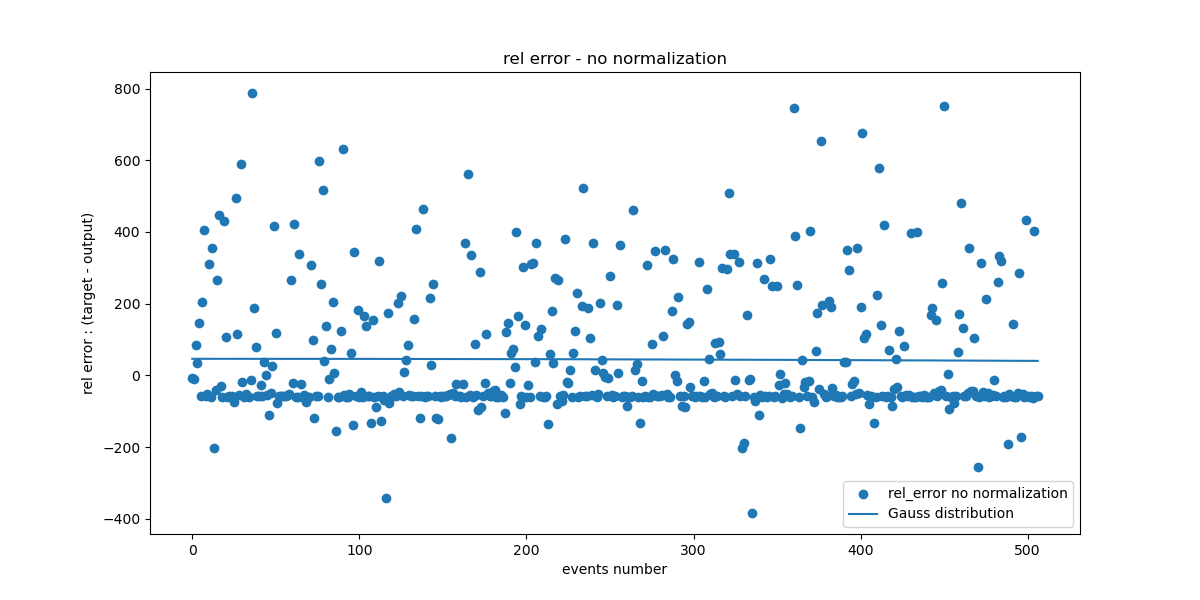 rel error - no normalization
rel error : (target - output)
800
600
400
200
0
−200
−400
0
100
200
300
400
500
events number
rel_error no normalization
Gauss distribution